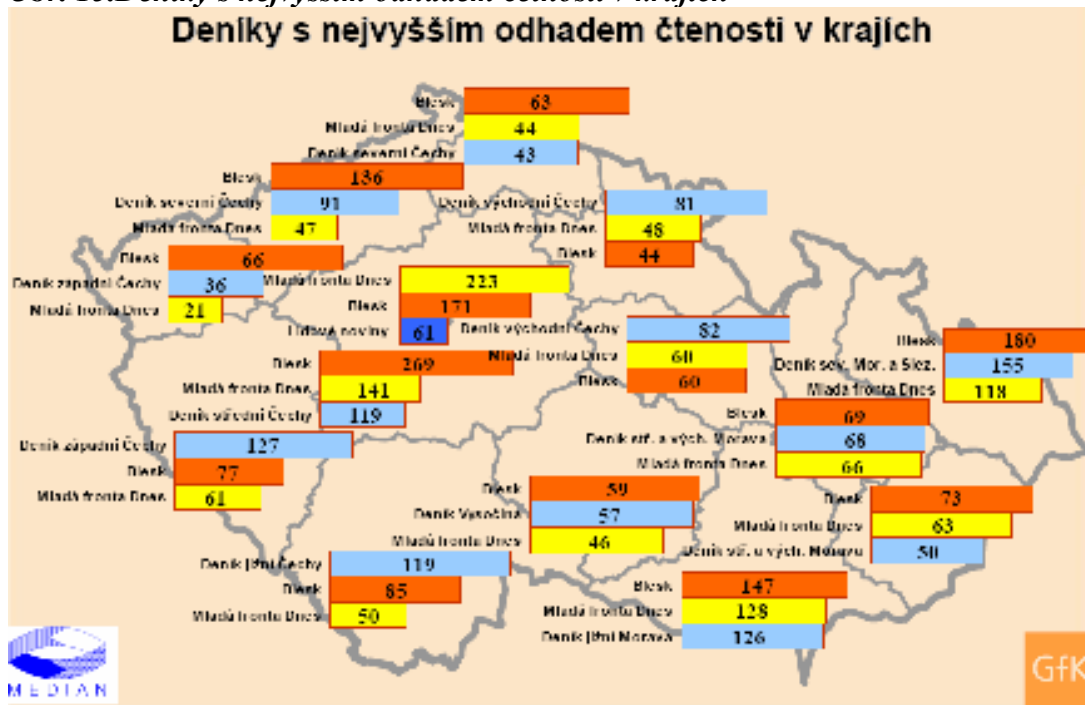 Deníky s nejvyšším odhadem čtenosti v krajích
Blesk 63
Mladá fronta Dnes 44
Deník severní Čechy 43
Blesk 136
Deník severní Čechy 91
Mladá fronta Dnes 47
Deník východní Čechy 81
Mladá fronta Dnes 48
Blesk 44
Blesk 66
Deník západní Čechy 36
Mladá fronta Dnes 21
Mladá fronta Dnes 223
Blesk 171
Lidové noviny 61
Deník východní Čechy 82
Mladá fronta Dnes 60
Blesk 60
Blesk 180
Deník sev. Mor. a Slez. 155
Mladá fronta Dnes 118
Blesk 269
Mladá fronta Dnes 141
Deník střední Čechy 119
Blesk 69
Deník stř. a vých. Morava 68
Mladá fronta Dnes 66
Deník západní Čechy 127
Blesk 77
Mladá fronta Dnes 61
Blesk 59
Deník Vysočina 57
Mladá fronta Dnes 46
Blesk 73
Mladá fronta Dnes 63
Deník stř. a vých. Morava 50
Deník jižní Čechy 119
Blesk 85
Mladá fronta Dnes 50
Blesk 147
Mladá fronta Dnes 128
Deník jižní Morava 126
MEDIAN
GfK